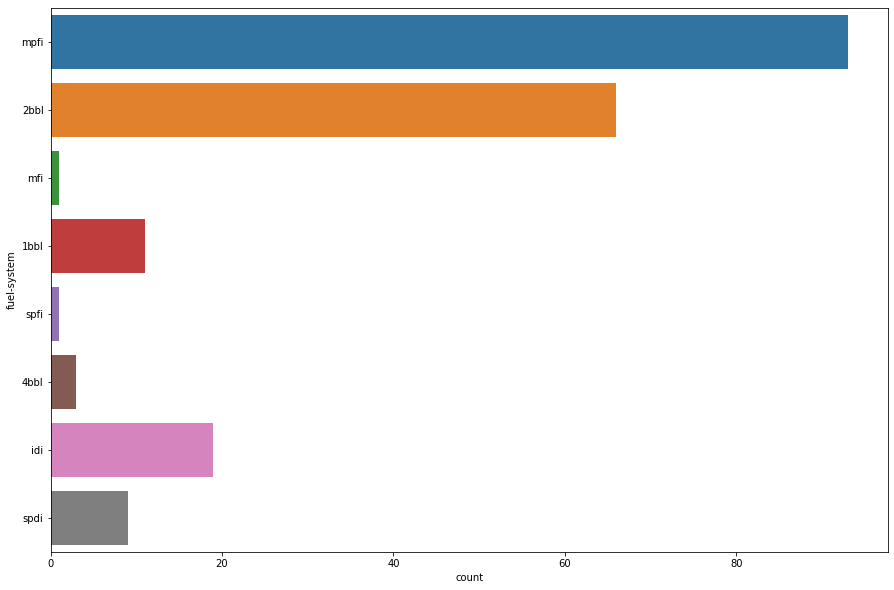 mpfi
2bbl
mfi
1bbl
spfi
4bbl
idi
spdi
fuel-system
0 20 40 60 80
count